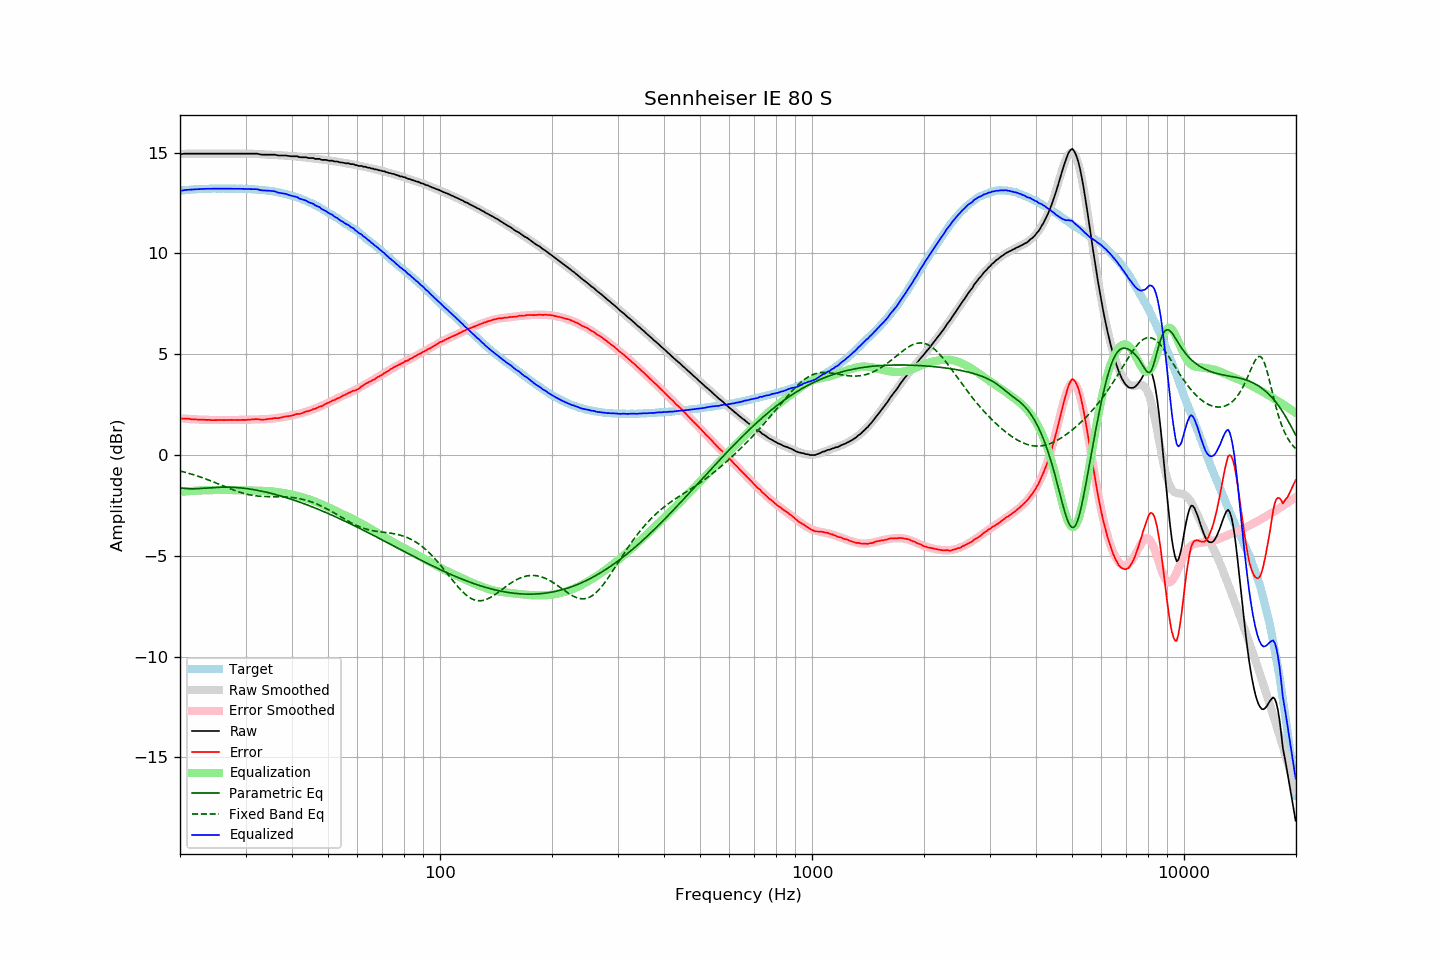 Sennheiser IE 80 S
15
10
5
0
−5
−10
−15
Amplitude (dBr)
Target
Raw Smoothed
Error Smoothed
Raw
Error
Equalization
Parametric Eq
Fixed Band Eq
Equalized
100
1000
10000
Frequency (Hz)